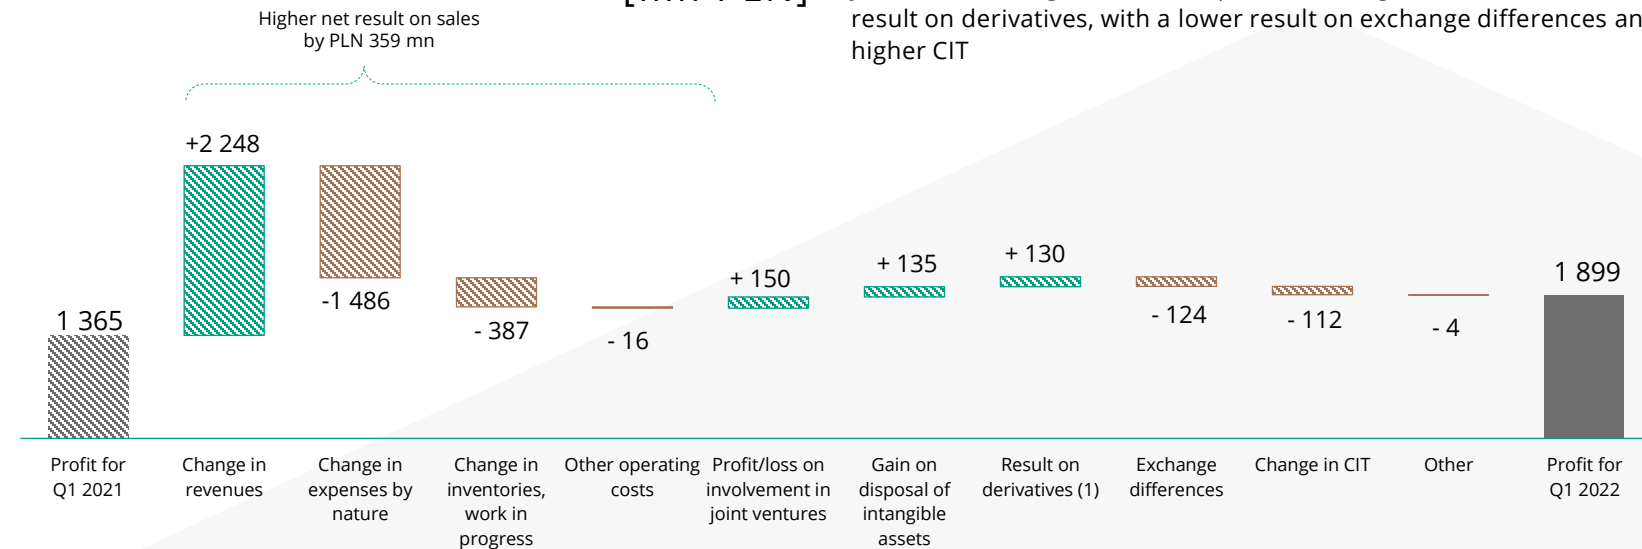 Higher net result on sales
by PLN 359 mn
result on derivatives, with a lower result on exchange differences an
higher CIT
+2 248
-1 486
- 387
- 16
+ 150
+ 135
+ 130
- 124
- 112
- 4
1 365
1 899
Profit for
Q1 2021
Change in
revenues
Change in
expenses by
nature
Change in
inventories,
work in
progress
Other operating
costs
Profit/loss on
involvement in
joint ventures
Gain on
disposal of
intangible
assets
Result on
derivatives (1)
Exchange
differences
Change in CIT
Other
Profit for
Q1 2022